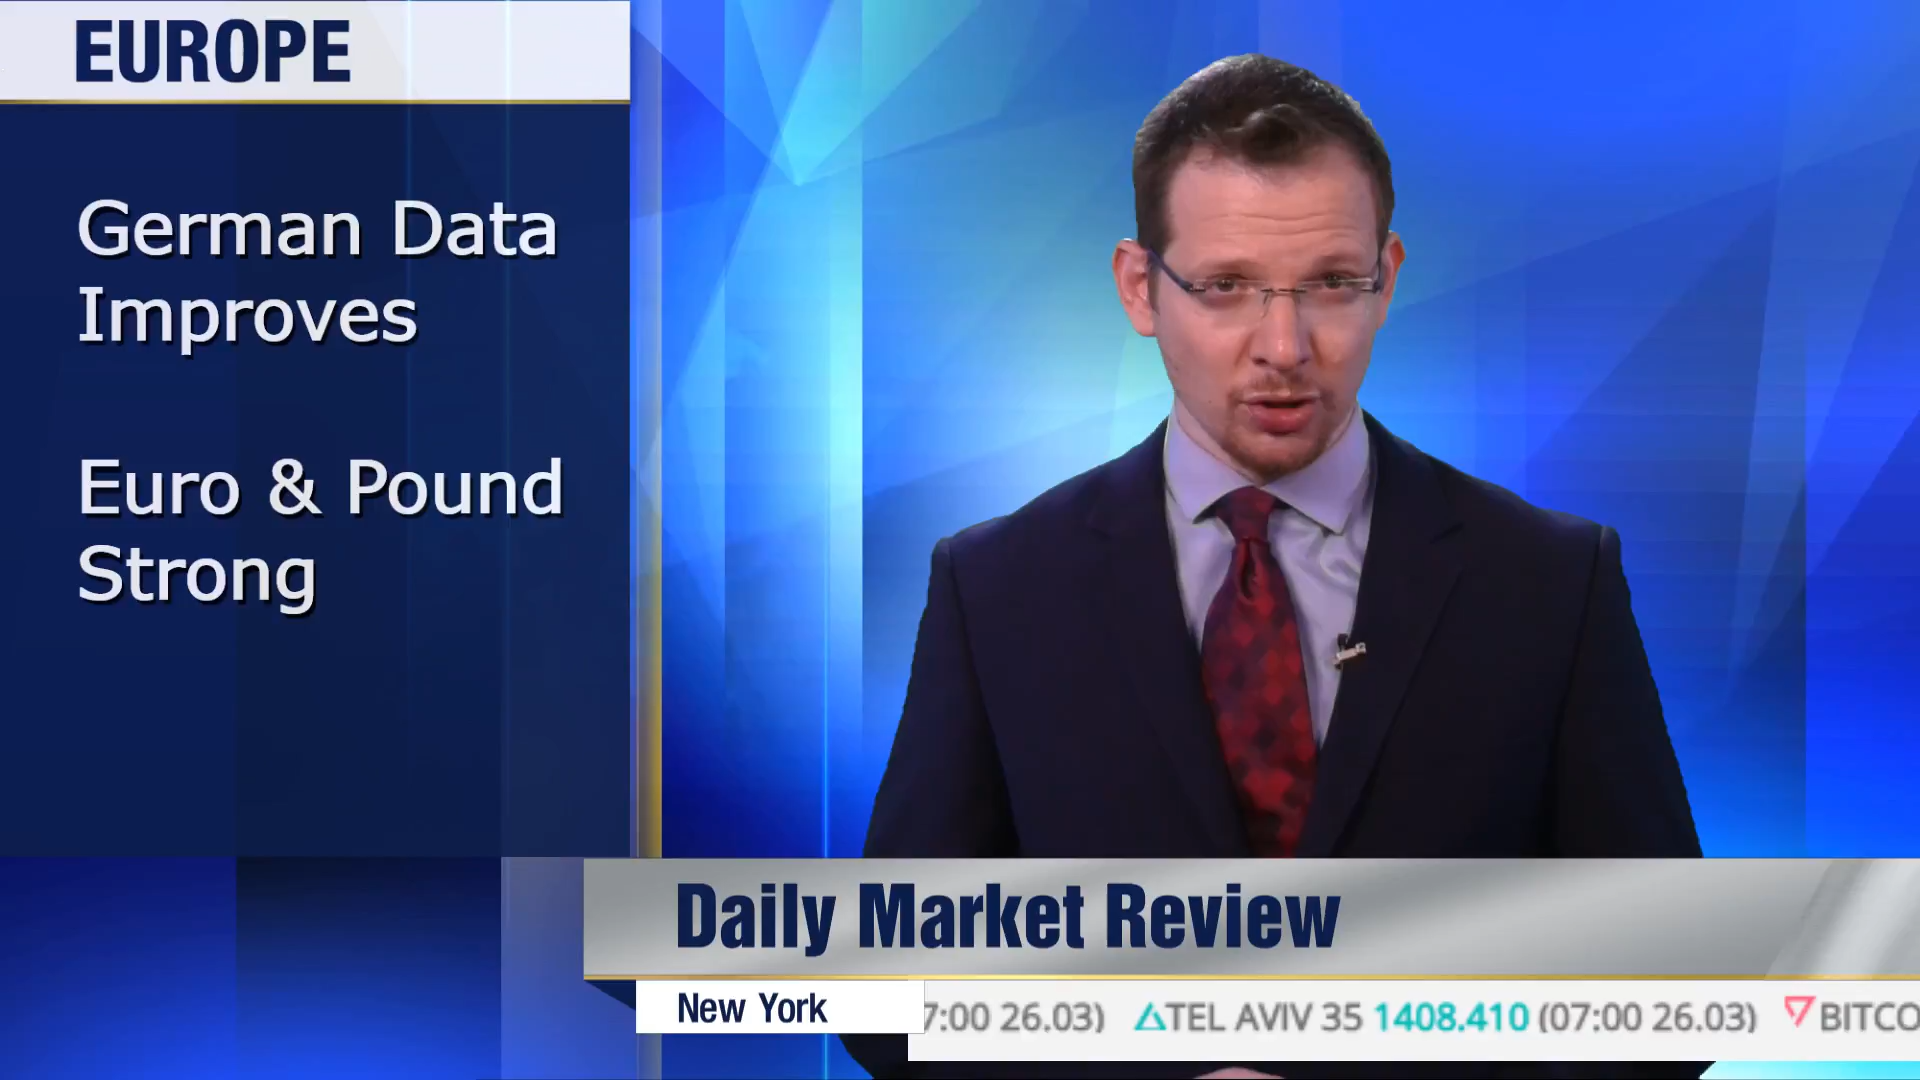 EUROPE
German Data
Improves
Euro & Pound
Strong
Daily Market Review
New York
7:00 26.03) TEL AVIV 35 1408.410 (07:00 26.03) BITCO